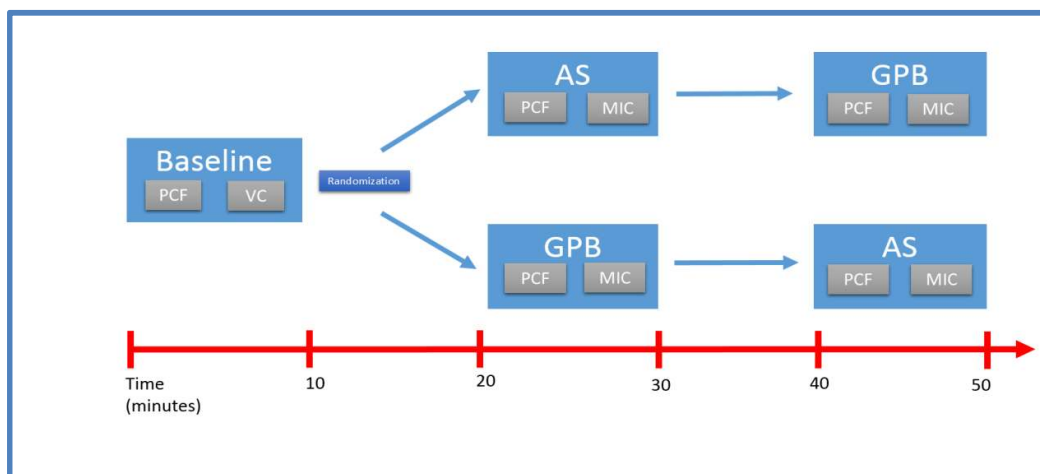 AS
PCF MIC
GPB
PCF MIC
Baseline
PCF VC
Randomization
GPB
PCF MIC
AS
PCF MIC
Time
(minutes)
10
20
30
40
50